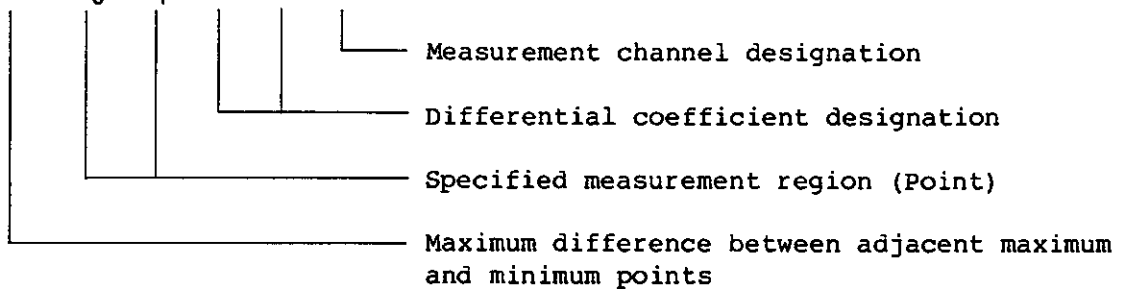 Measurement channel designation
Differential coefficient designation
Specified measurement region (Point)
Maximum difference between adjacent maximum
and minimum points